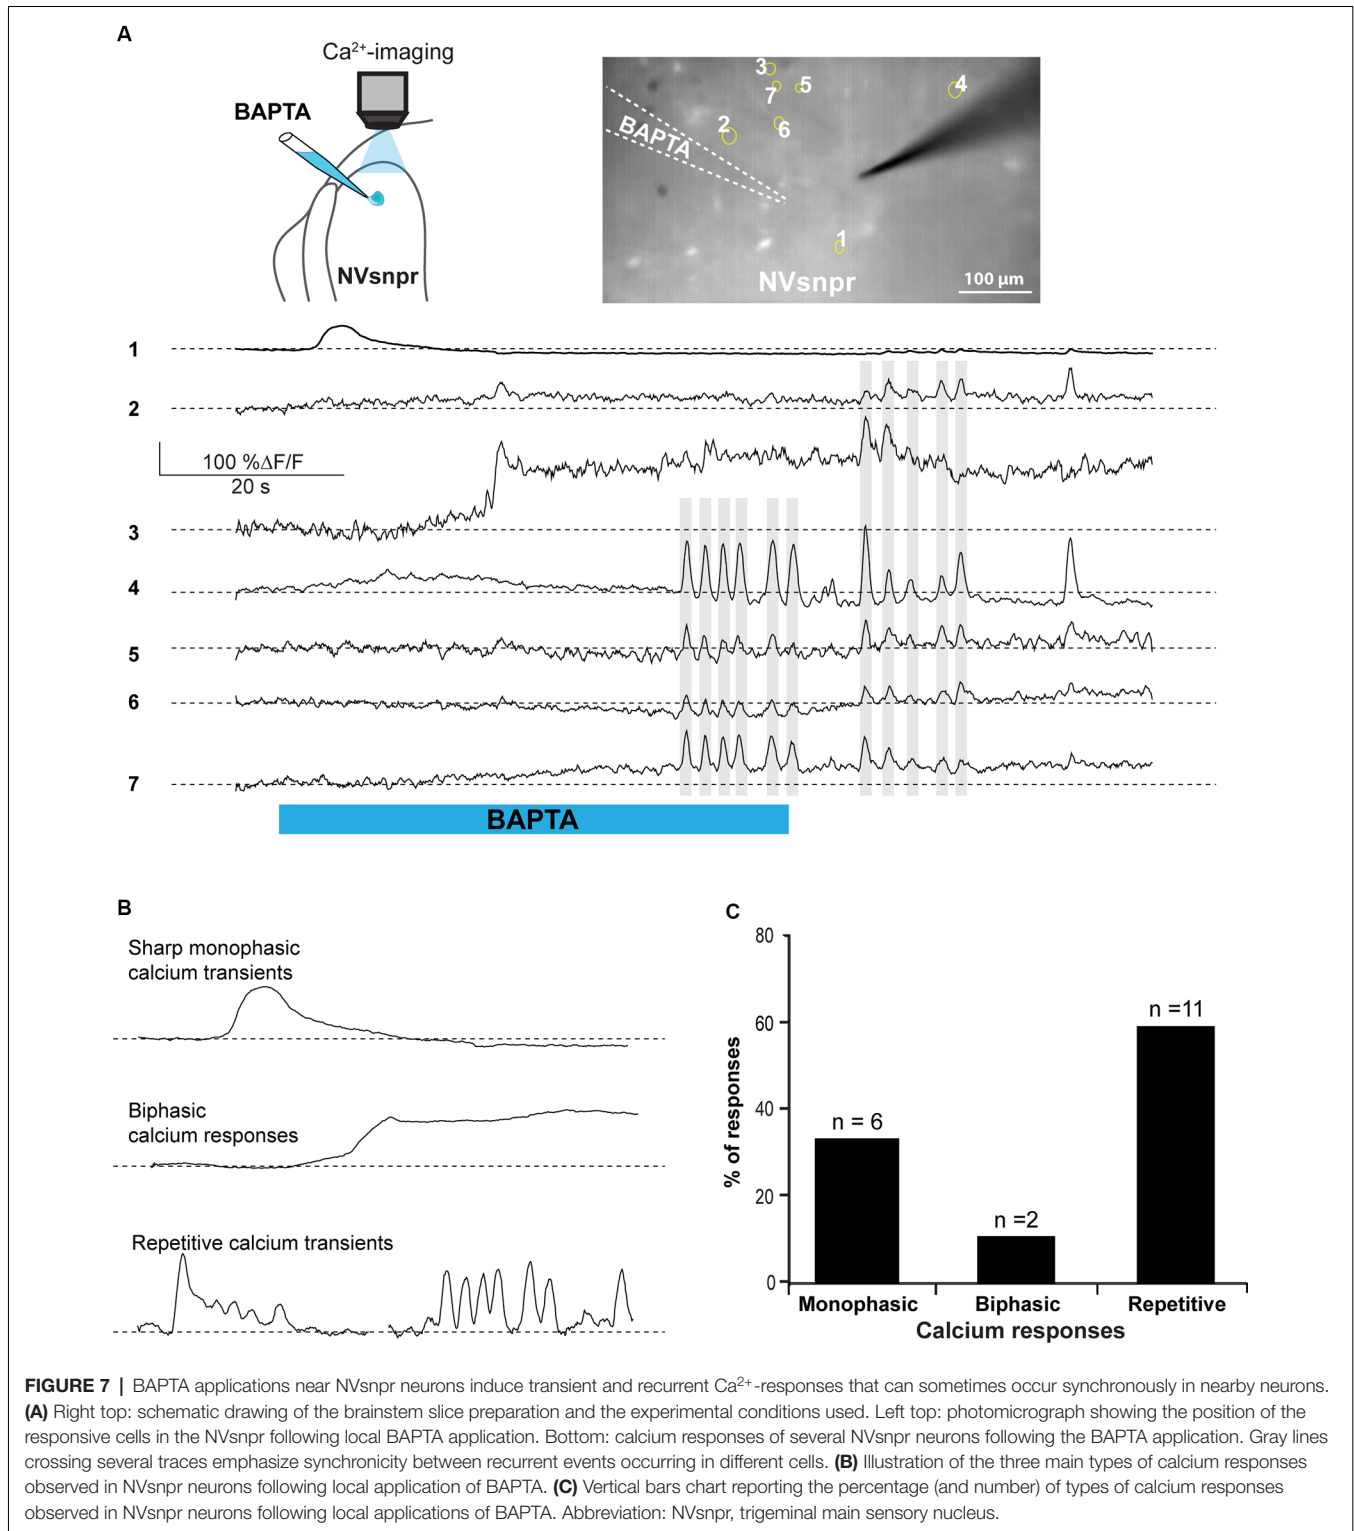 A
Ca2+-imaging
BAPTA
NVsnpr
3
7
5
4
2
6
BAPTA
1
NVsnpr
100 µm
1
2
100 %ΔF/F
20 s
3
4
5
6
7
BAPTA
B
Sharp monophasic
calcium transients
Biphasic
calcium responses
Repetitive calcium transients
C
80
60
40
20
0
% of responses
n = 6
n =2
n =11
Monophasic
Biphasic
Repetitive
Calcium responses
FIGURE 7 | BAPTA applications near NVsnpr neurons induce transient and recurrent Ca2+-responses that can sometimes occur synchronously in nearby neurons.
(A) Right top: schematic drawing of the brainstem slice preparation and the experimental conditions used. Left top: photomicrograph showing the position of the
responsive cells in the NVsnpr following local BAPTA application. Bottom: calcium responses of several NVsnpr neurons following the BAPTA application. Gray lines
crossing several traces emphasize synchronicity between recurrent events occurring in different cells. (B) Illustration of the three main types of calcium responses
observed in NVsnpr neurons following local application of BAPTA. (C) Vertical bars chart reporting the percentage (and number) of types of calcium responses
observed in NVsnpr neurons following local applications of BAPTA. Abbreviation: NVsnpr, trigeminal main sensory nucleus.